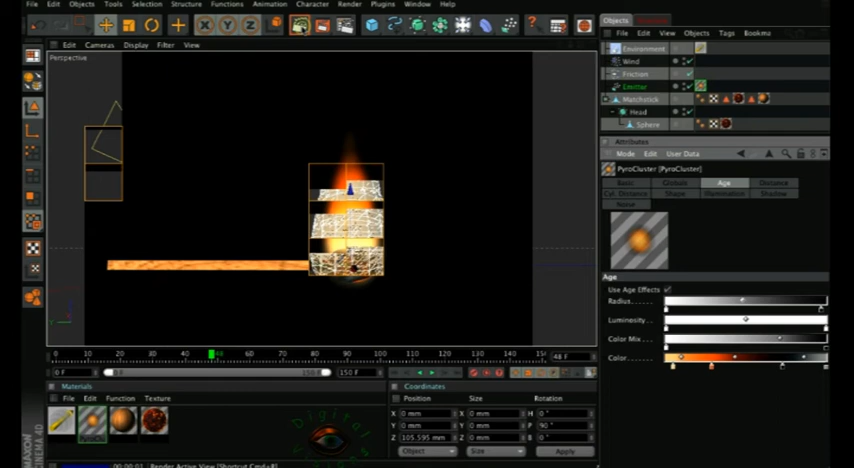 File Edit Objects Tools Selection Structure Functions Animation Character Render Plugins Window Help
Edit Cameras Display Filter View
Perspective
Objects
File Edit View Objects Tags Bookma
Environment
Wind
Friction
Emitter
Matchstick
Head
Sphere
Attributes
Mode Edit User Data
PyroCluster [PyroCluster]
Basic Globals Age Distance
Cyl. Distance Shape Illumination Shadow
Noise
Age
Use Age Effects
Radius
Luminosity
Color Mix
Color
0 10 20 30 40 50 60 70 80 90 100 110 120 130 140 15 48 F
0 F 150 F 150 F
Materials
File Edit Function Texture
PyroClu
Coordinates
Position Size Rotation
X 0 mm X 0 mm H 0 °
Y 0 mm Y 0 mm P 90 °
Z 105.595 mm Z 0 mm B 0 °
Object Size Apply
MAXON
CINEMA 4D
00:00:01 Render Active View [Shortcut Cmd+R]